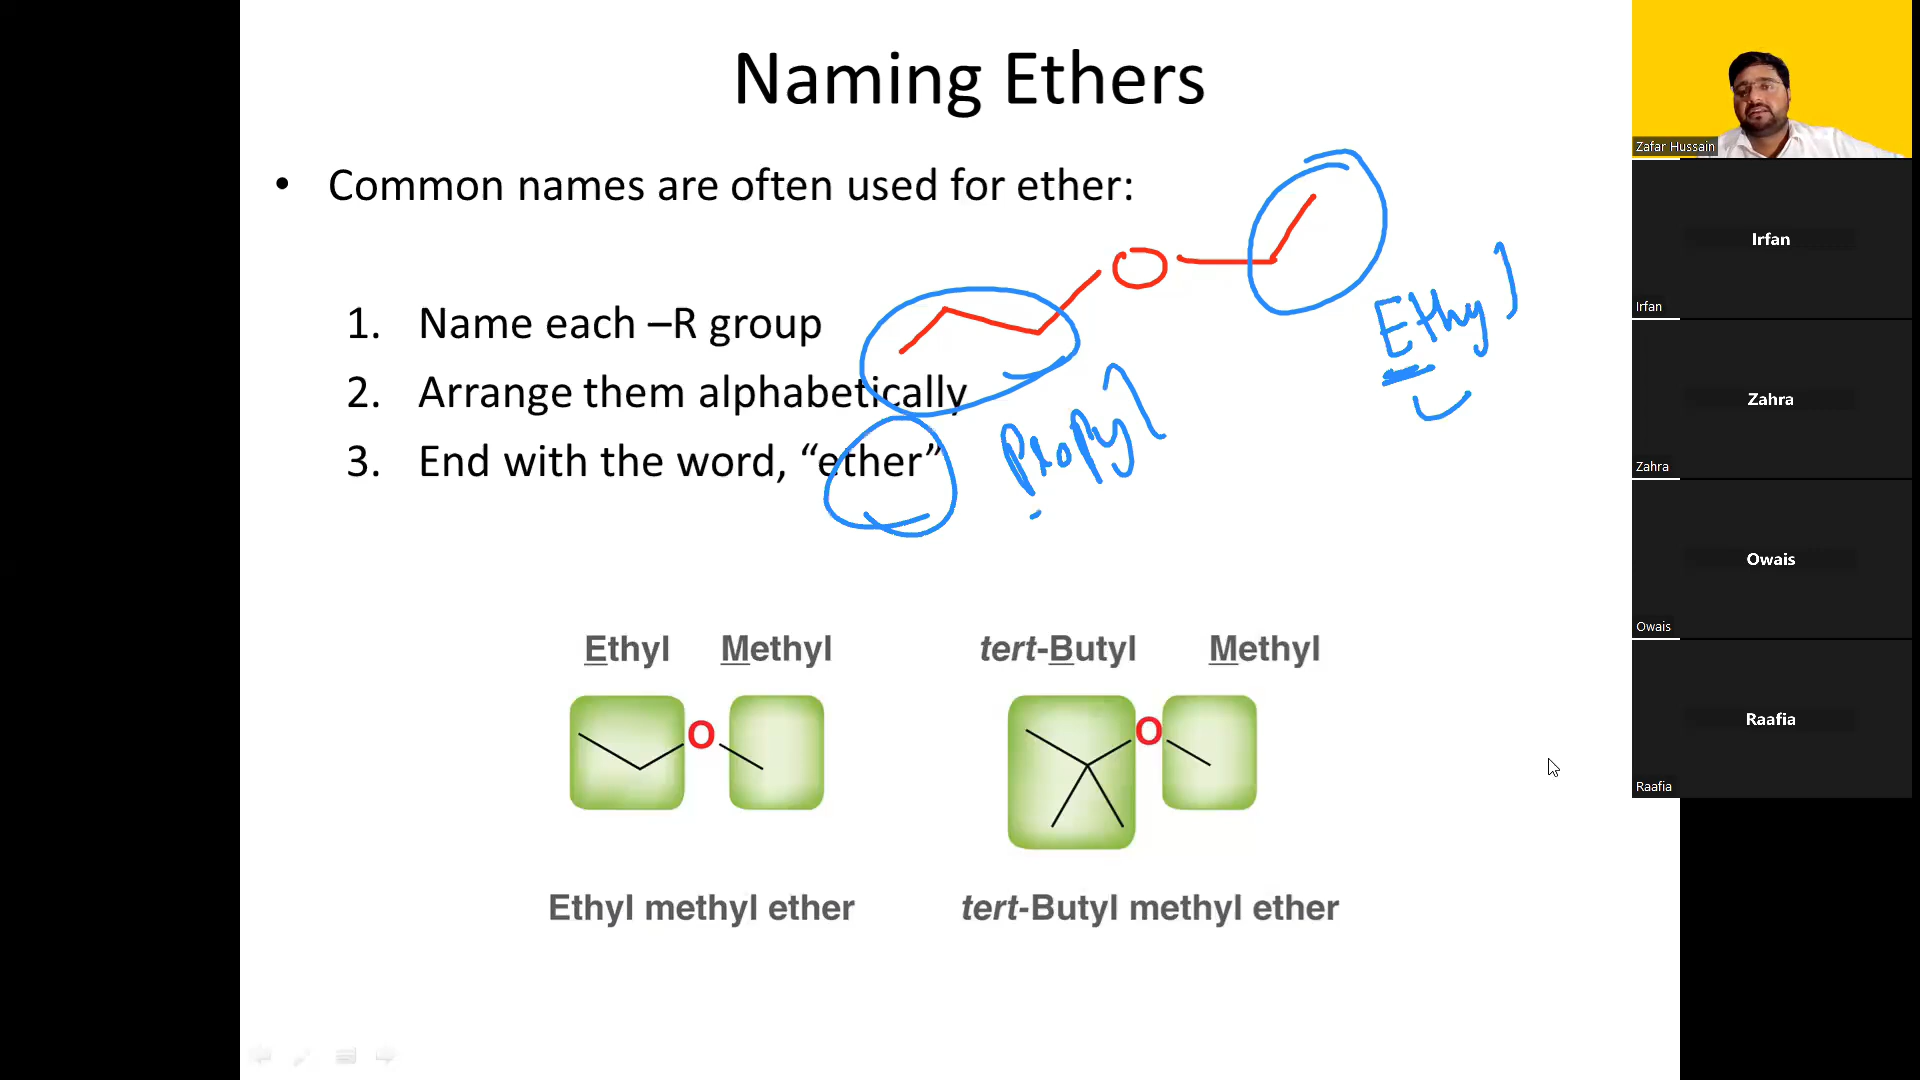 Naming Ethers
• Common names are often used for ether:
O
Ethyl
1. Name each –R group
2. Arrange them alphabetically
3. End with the word, “ether”
Propyl
Ethyl Methyl
O
tert-Butyl Methyl
O
Ethyl methyl ether
tert-Butyl methyl ether
Zafar Hussain
Irfan
Irfan
Zahra
Zahra
Owais
Owais
Raafia
Raafia